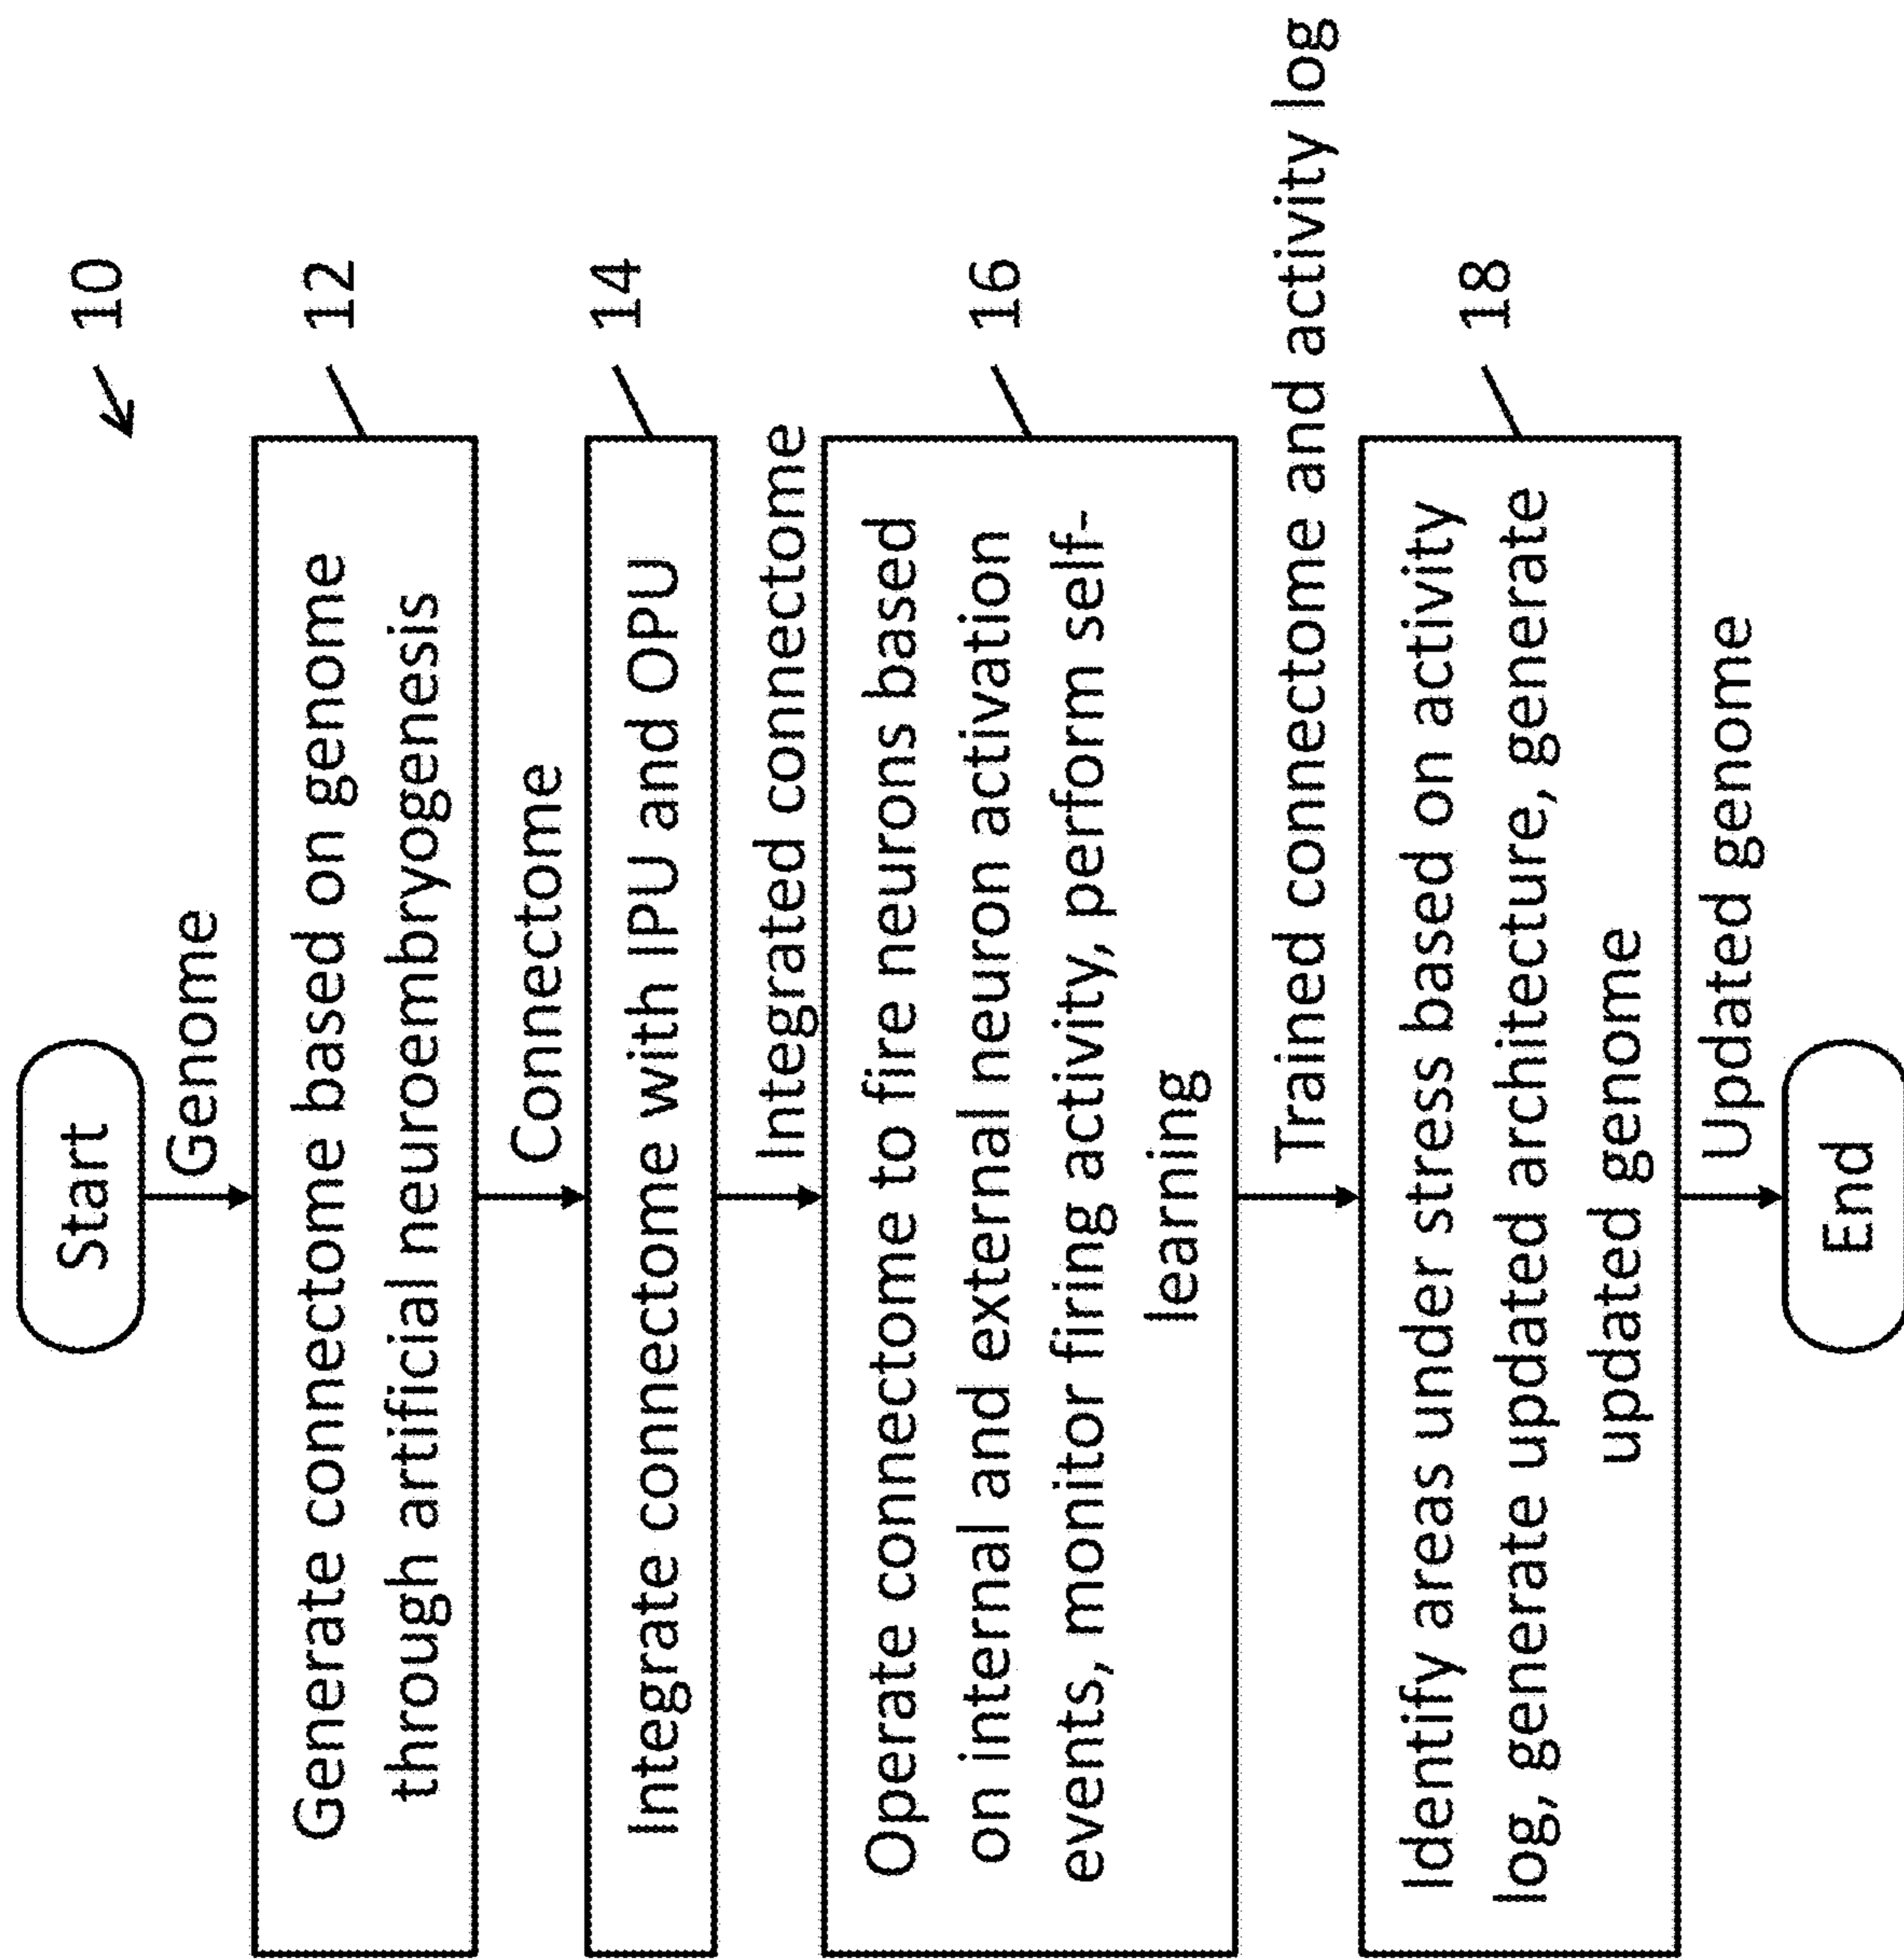 10
Start
Genome
Generate connectome based on genome
through artificial neuroembryogenesis
12
Connectome
Integrate connectome with IPU and OPU
14
Integrated connectome
Operate connectome to fire neurons based
on internal and external neuron activation
events, monitor firing activity, perform self-
learning
16
Trained connectome and activity log
Identify areas under stress based on activity
log, generate updated architecture, generate
updated genome
18
Updated genome
End